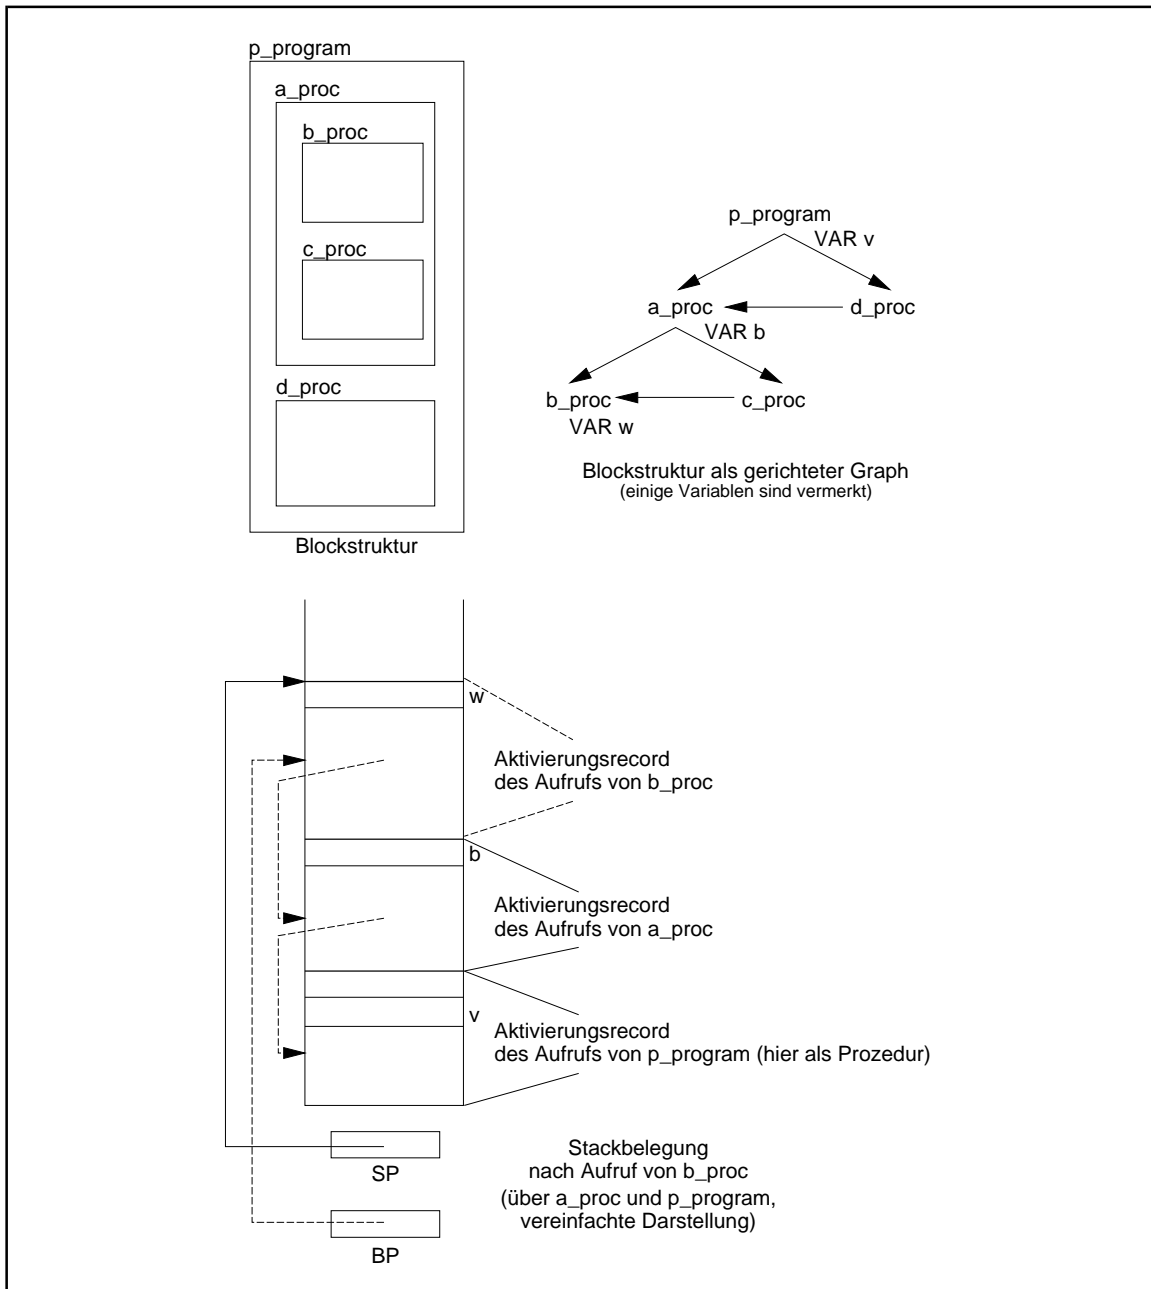 p_program
a_proc
b_proc
c_proc
d_proc
Blockstruktur
p_program
VAR v
a_proc
d_proc
VAR b
b_proc
c_proc
VAR w
Blockstruktur als gerichteter Graph
(einige Variablen sind vermerkt)
w
Aktivierungsrecord
des Aufrufs von b_proc
b
Aktivierungsrecord
des Aufrufs von a_proc
v
Aktivierungsrecord
des Aufrufs von p_program (hier als Prozedur)
SP
BP
Stackbelegung
nach Aufruf von b_proc
(über a_proc und p_program,
vereinfachte Darstellung)